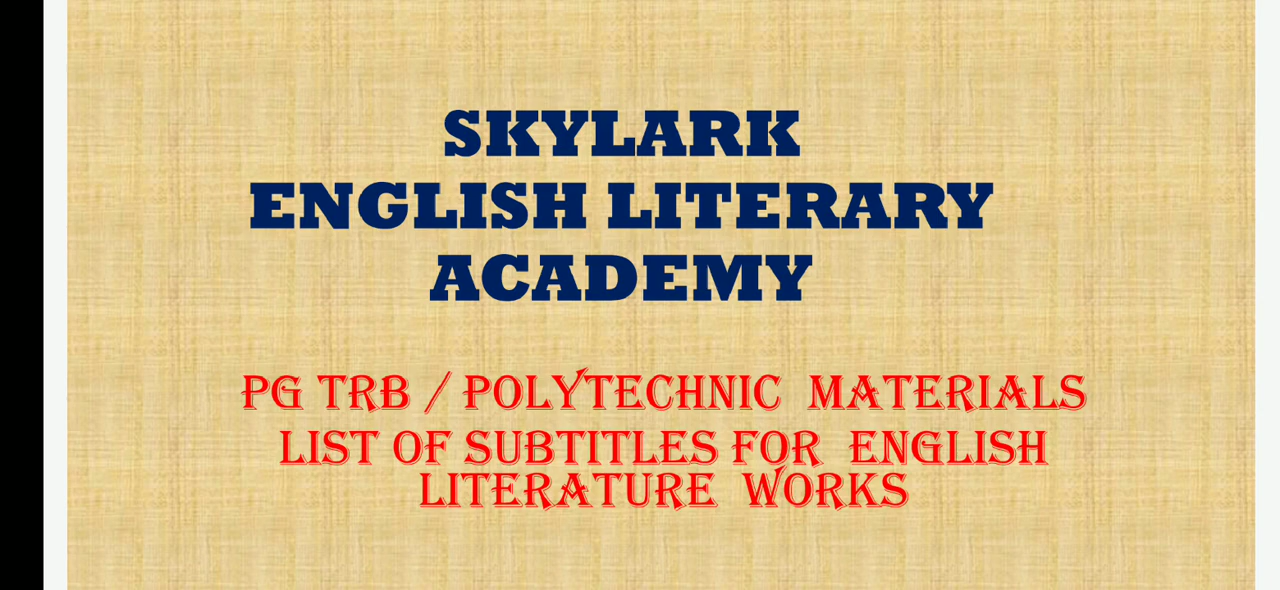 SKYLARK
ENGLISH LITERARY
ACADEMY
PG TRB / POLYTECHNIC MATERIALS
LIST OF SUBTITLES FOR ENGLISH
LITERATURE WORKS